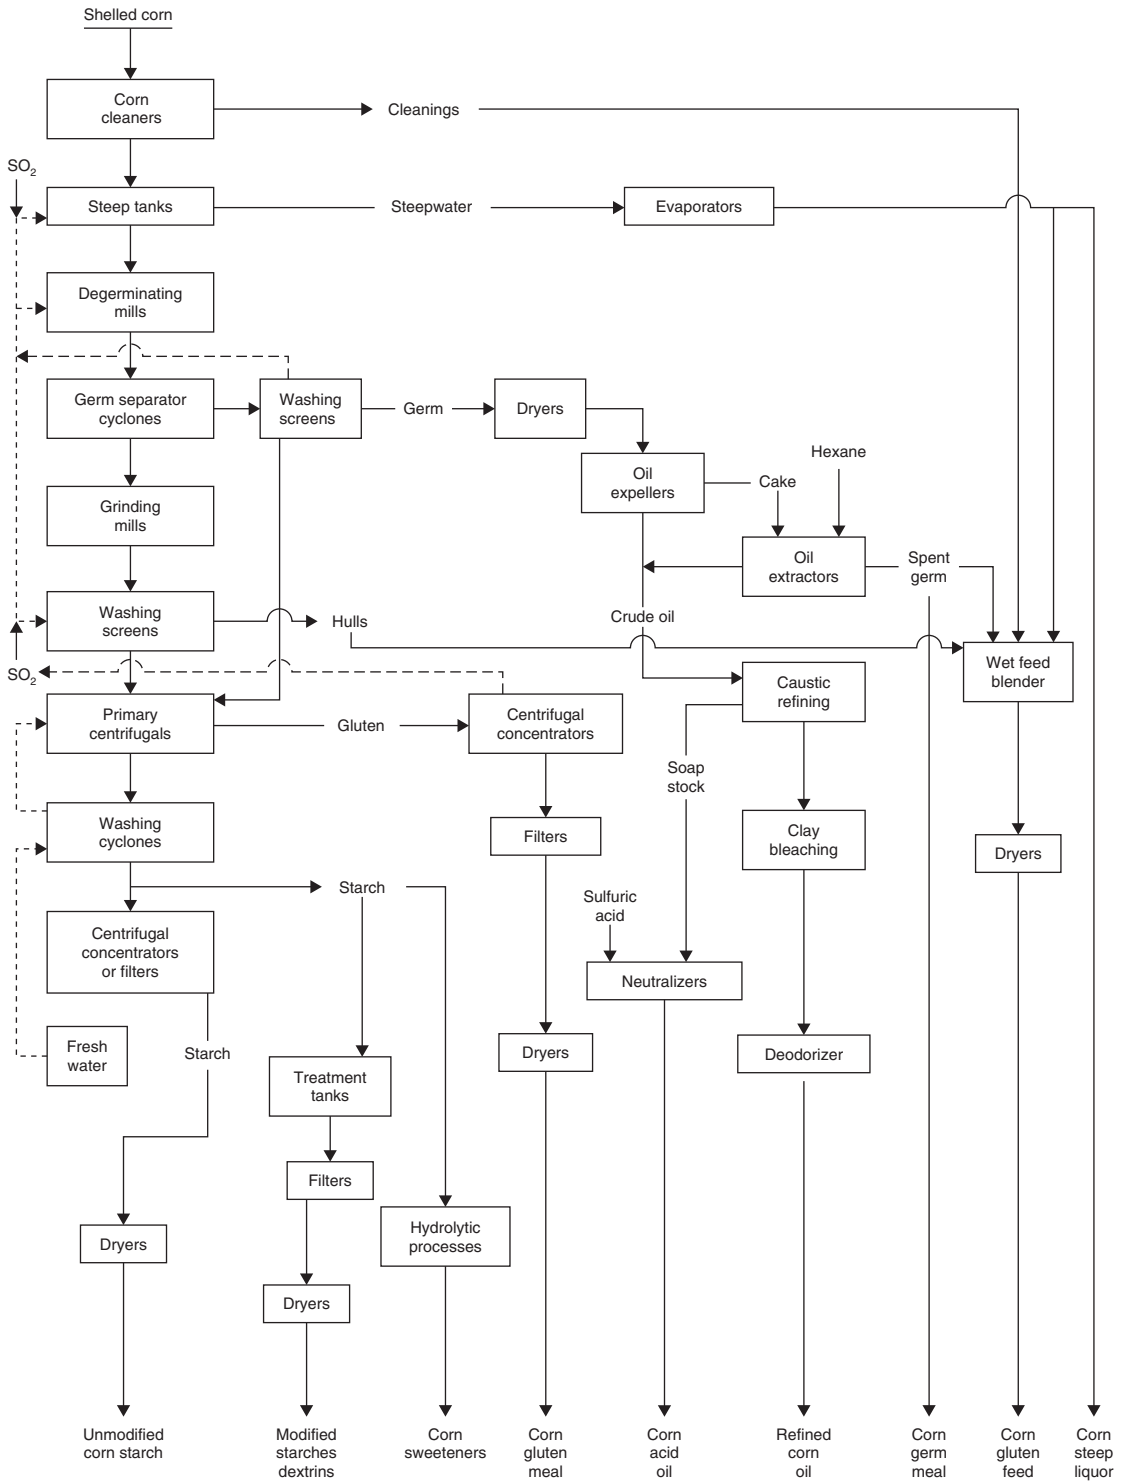 Shelled corn
Corn
cleaners
Cleanings
SO2
Steep tanks
Steepwater
Evaporators
Degerminating
mills
Germ separator
cyclones
Washing
screens
Germ
Dryers
Oil
expellers
Cake
Hexane
Grinding
mills
Oil
extractors
Spent
germ
Washing
screens
Hulls
Crude oil
SO2
Wet feed
blender
Primary
centrifugals
Gluten
Centrifugal
concentrators
Caustic
refining
Soap
stock
Washing
cyclones
Filters
Clay
bleaching
Dryers
Starch
Sulfuric
acid
Centrifugal
concentrators
or filters
Neutralizers
Fresh
water
Starch
Dryers
Deodorizer
Treatment
tanks
Filters
Hydrolytic
processes
Dryers
Dryers
Unmodified
corn starch
Modified
starches
dextrins
Corn
sweeteners
Corn
gluten
meal
Corn
acid
oil
Refined
corn
oil
Corn
germ
meal
Corn
gluten
feed
Corn
steep
liquor